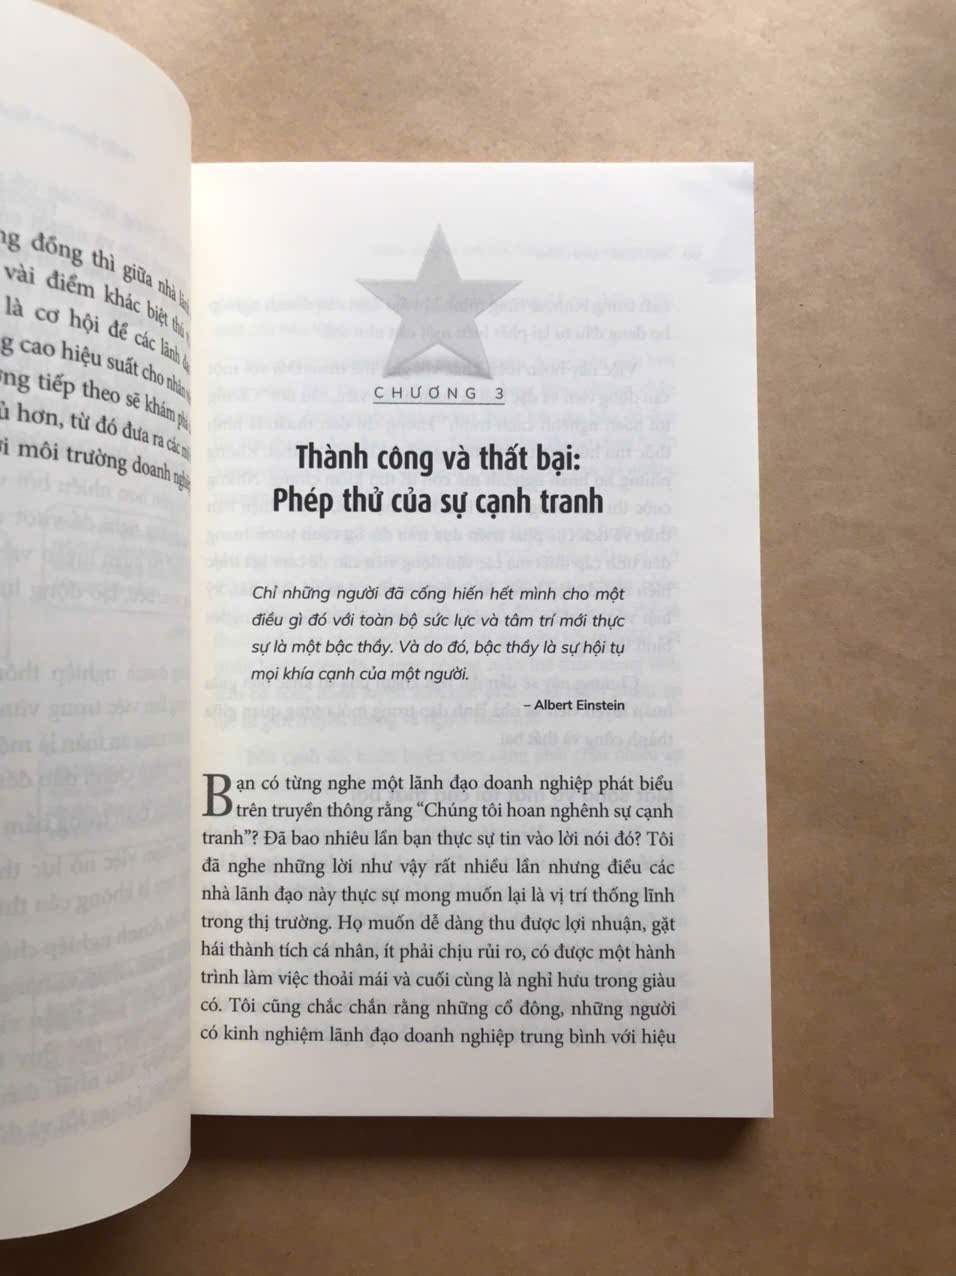 đồng thì giữa nhà lãnh
vài điểm khác biệt thú
là cơ hội để các lãnh
cao hiệu suất cho nhân
tiếp theo sẽ khám phá
hơn, từ đó đưa ra các
môi trường doanh
CHƯƠNG 3
Thành công và thất bại:
Phép thử của sự cạnh tranh
Chỉ những người đã cống hiến hết mình cho một
điều gì đó với toàn bộ sức lực và tâm trí mới thực
sự là một bậc thầy. Và do đó, bậc thầy là sự hội tụ
mọi khía cạnh của một người.
– Albert Einstein
Bạn có từng nghe một lãnh đạo doanh nghiệp phát biểu
trên truyền thông rằng “Chúng tôi hoan nghênh sự cạnh
tranh”? Đã bao nhiêu lần bạn thực sự tin vào lời nói đó? Tôi
đã nghe những lời như vậy rất nhiều lần nhưng điều các
nhà lãnh đạo này thực sự mong muốn lại là vị trí thống lĩnh
trong thị trường. Họ muốn dễ dàng thu được lợi nhuận, gặt
hái thành tích cá nhân, ít phải chịu rủi ro, có được một hành
trình làm việc thoải mái và cuối cùng là nghỉ hưu trong giàu
có. Tôi cũng chắc chắn rằng những cổ đông, những người
có kinh nghiệm lãnh đạo doanh nghiệp trung bình với hiệu